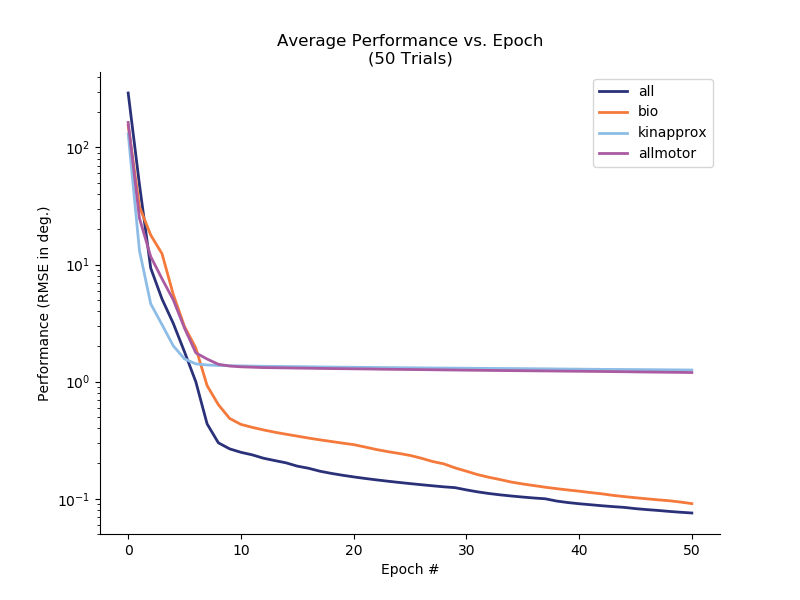 Average Performance vs. Epoch
(50 Trials)
all
bio
kinapprox
allmotor
Performance (RMSE in deg.)
10²
10¹
10⁰
10⁻¹
0 10 20 30 40 50
Epoch #